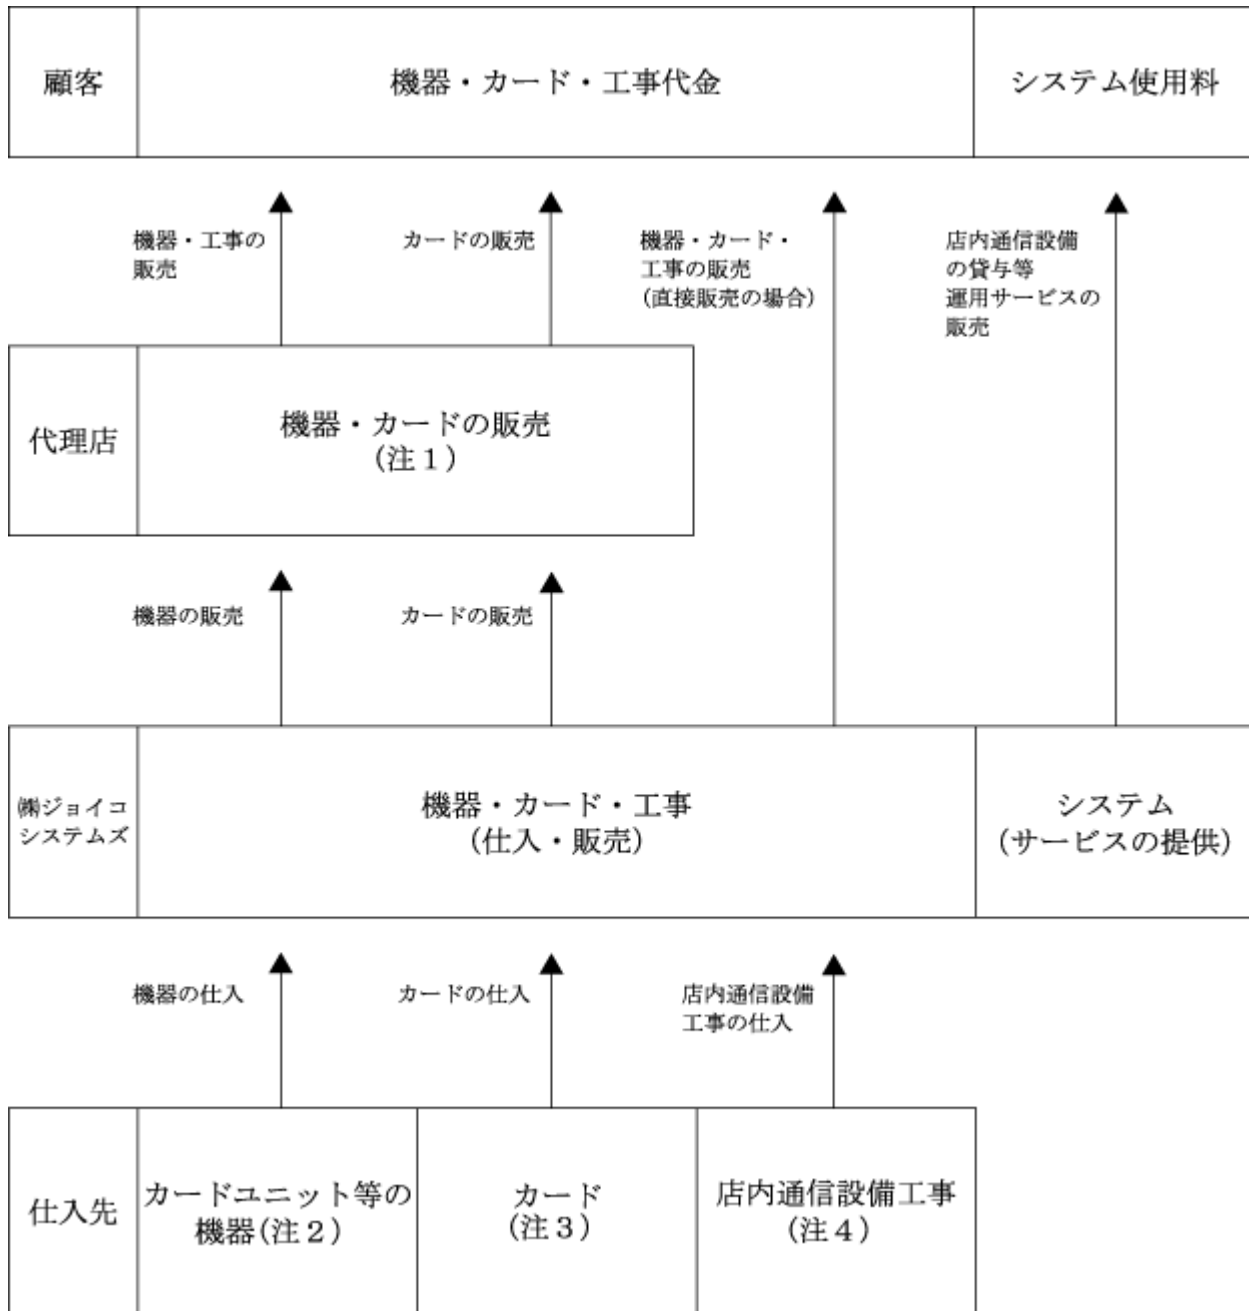 顧客
機器・カード・工事代金
システム使用料
機器・工事の
販売
カードの販売
機器・カード・
工事の販売
(直接販売の場合)
店内通信設備
の貸与等
運用サービスの
販売
代理店
機器・カードの販売
(注１)
機器の販売
カードの販売
㈱ジョイコ
システムズ
機器・カード・工事
(仕入・販売)
システム
(サービスの提供)
機器の仕入
カードの仕入
店内通信設備
工事の仕入
仕入先
カードユニット等の
機器(注２)
カード
(注３)
店内通信設備工事
(注４)